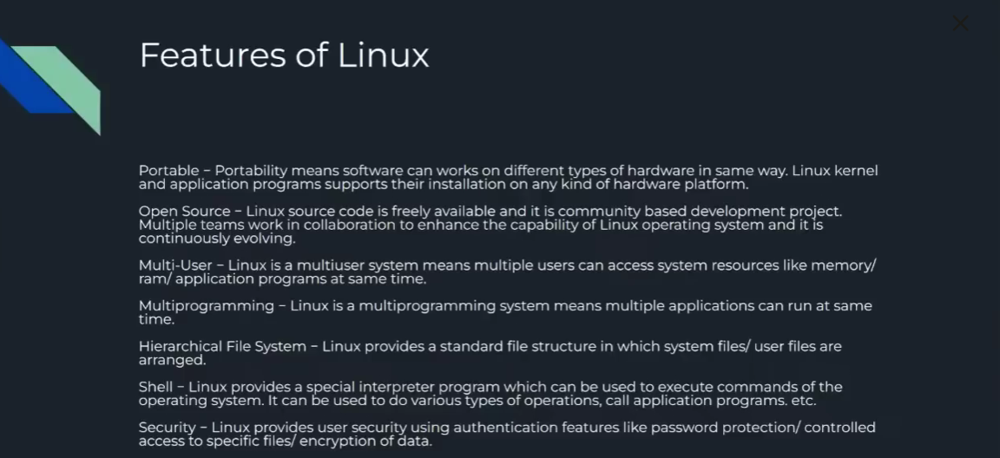 Features of Linux
Portable – Portability means software can works on different types of hardware in same way. Linux kernel
and application programs supports their installation on any kind of hardware platform.
Open Source – Linux source code is freely available and it is community based development project.
Multiple teams work in collaboration to enhance the capability of Linux operating system and it is
continuously evolving.
Multi-User – Linux is a multiuser system means multiple users can access system resources like memory/
ram/ application programs at same time.
Multiprogramming – Linux is a multiprogramming system means multiple applications can run at same
time.
Hierarchical File System – Linux provides a standard file structure in which system files/ user files are
arranged.
Shell – Linux provides a special interpreter program which can be used to execute commands of the
operating system. It can be used to do various types of operations, call application programs. etc.
Security – Linux provides user security using authentication features like password protection/ controlled
access to specific files/ encryption of data.